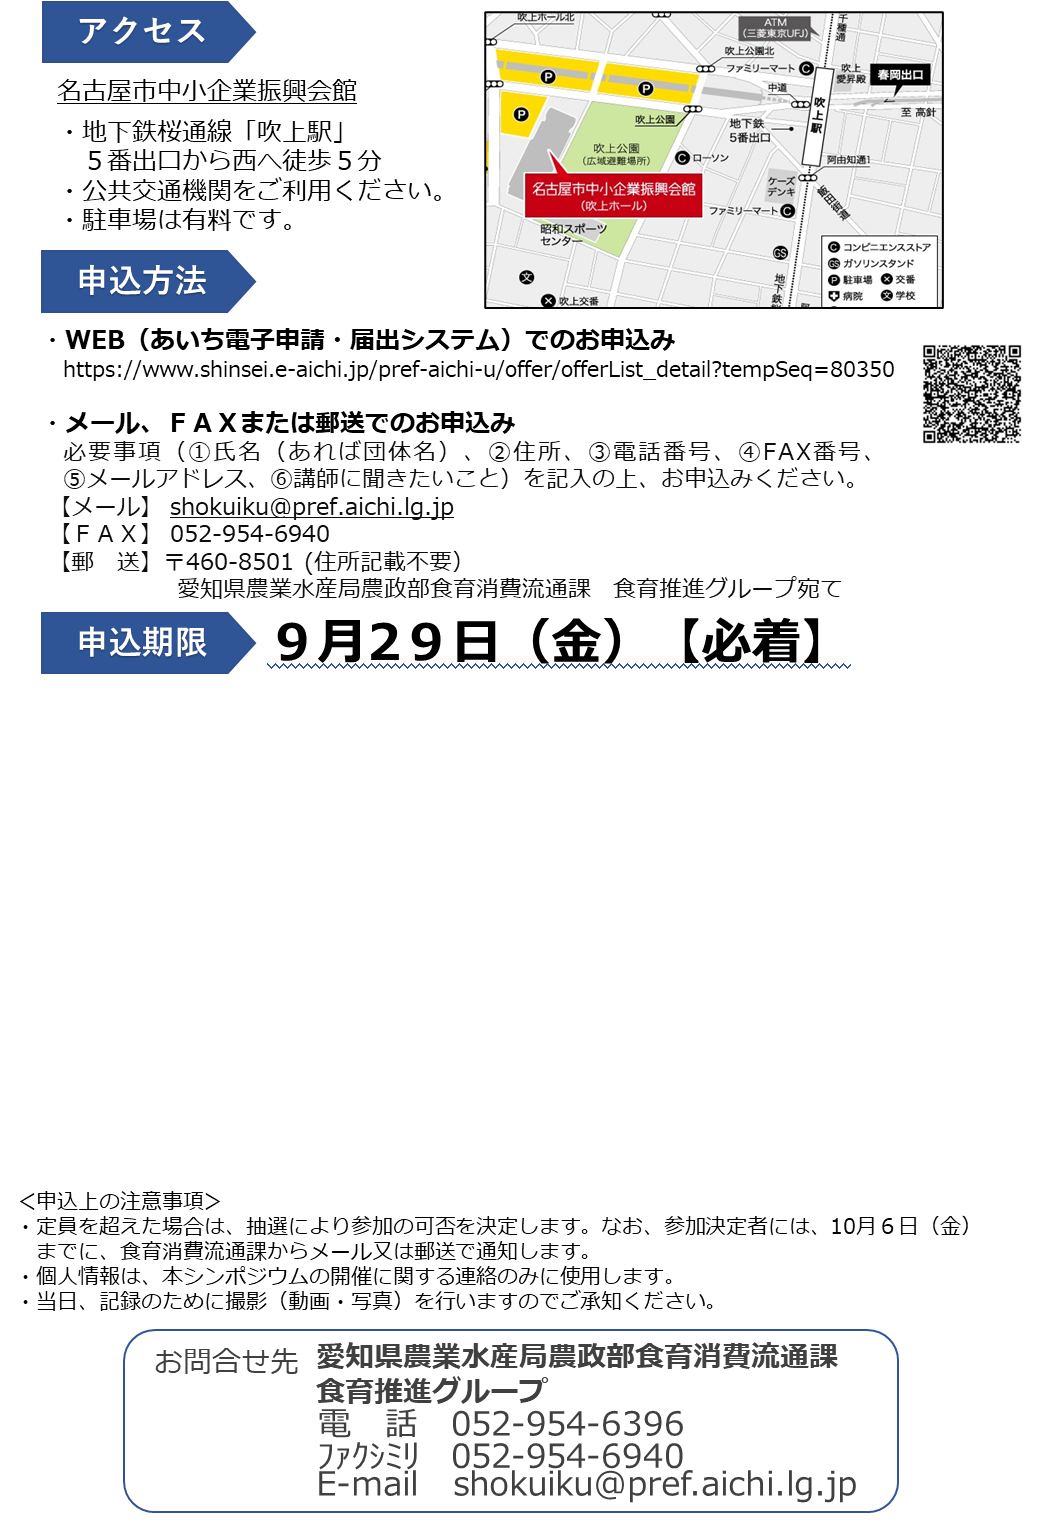 アクセス
名古屋市中小企業振興会館
・地下鉄桜通線「吹上駅」
５番出口から西へ徒歩５分
・公共交通機関をご利用ください。
・駐車場は有料です。
吹上ホール北
ATM
（三菱東京UFJ）
千種通
吹上公園北
ファミリーマート
吹上
愛昇殿
春岡出口
中道
至 高針
吹上駅
吹上公園
地下鉄
5番出口
吹上公園
（広域避難場所）
ローソン
阿由知通1
名古屋市中小企業振興会館
（吹上ホール）
ケーズ
デンキ
飯田街道
ファミリーマート
昭和スポーツ
センター
GS
地下鉄
吹上交番
コンビニエンスストア
GS ガソリンスタンド
P 駐車場 交番
病院 文 学校
申込方法
・WEB（あいち電子申請・届出システム）でのお申込み
https://www.shinsei.e-aichi.jp/pref-aichi-u/offer/offerList_detail?tempSeq=80350
・メール、ＦＡＸまたは郵送でのお申込み
必要事項（①氏名（あれば団体名）、②住所、③電話番号、④FAX番号、
⑤メールアドレス、⑥講師に聞きたいこと）を記入の上、お申込みください。
【メール】 shokuiku@pref.aichi.lg.jp
【ＦＡＸ】 052-954-6940
【郵　送】〒460-8501 (住所記載不要）
愛知県農業水産局農政部食育消費流通課　食育推進グループ宛て
申込期限
９月2９日（金）【必着】
＜申込上の注意事項＞
・定員を超えた場合は、抽選により参加の可否を決定します。なお、参加決定者には、10月６日（金）
までに、食育消費流通課からメール又は郵送で通知します。
・個人情報は、本シンポジウムの開催に関する連絡のみに使用します。
・当日、記録のために撮影（動画・写真）を行いますのでご承知ください。
お問合せ先
愛知県農業水産局農政部食育消費流通課
食育推進グループ
電　話　052-954-6396
ﾌｧｸｼﾐﾘ　052-954-6940
E-mail　shokuiku@pref.aichi.lg.jp